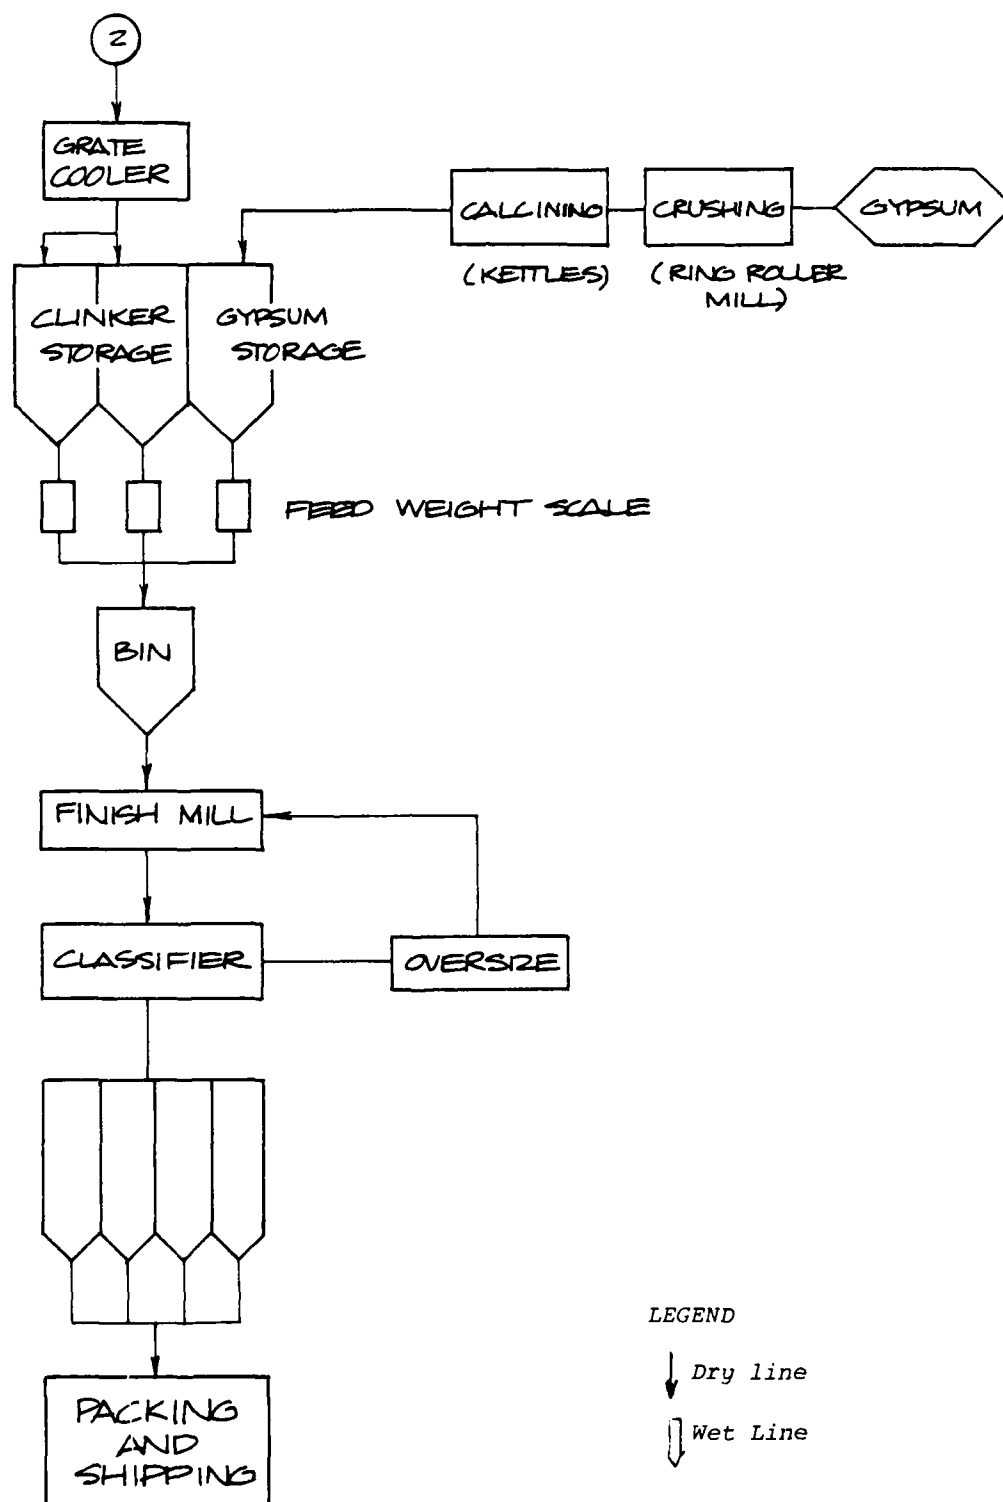 2
GRATE
COOLER
CALCINING
CRUSHING
GYPSUM
(KETTLES)
(RING ROLLER
MILL)
CLINKER
STORAGE
GYPSUM
STORAGE
FEED WEIGHT SCALE
BIN
FINISH MILL
CLASSIFIER
OVERSIZE
LEGEND
Dry line
Wet Line
PACKING
AND
SHIPPING